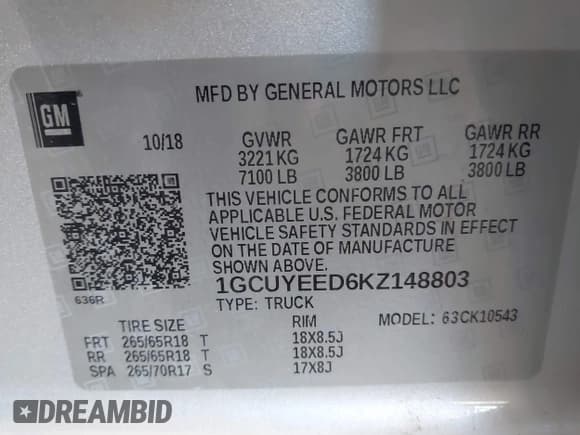 GM
MFD BY GENERAL MOTORS LLC
10/18 GVWR GAWR FRT GAWR RR
3221 KG 1724 KG 1724 KG
7100 LB 3800 LB 3800 LB
THIS VEHICLE CONFORMS TO ALL
APPLICABLE U.S. FEDERAL MOTOR
VEHICLE SAFETY STANDARDS IN EFFECT
ON THE DATE OF MANUFACTURE
SHOWN ABOVE.
636R 1GCUYEED6KZ148803
TYPE: TRUCK
TIRE SIZE RIM MODEL: 63CK10543
FRT 265/65R18 T 18X8.5J
RR 265/65R18 T 18X8.5J
SPA 265/70R17 S 17X8J
DREAMBID